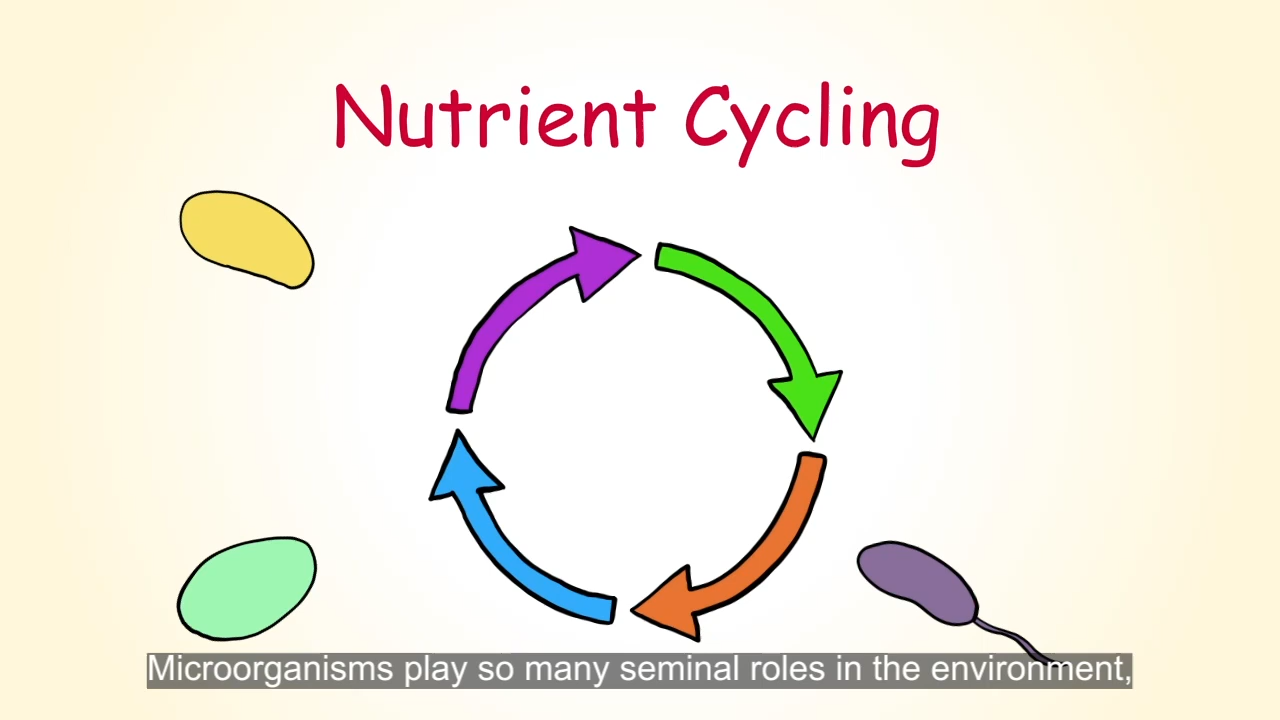 Nutrient Cycling
Microorganisms play so many seminal roles in the environment,